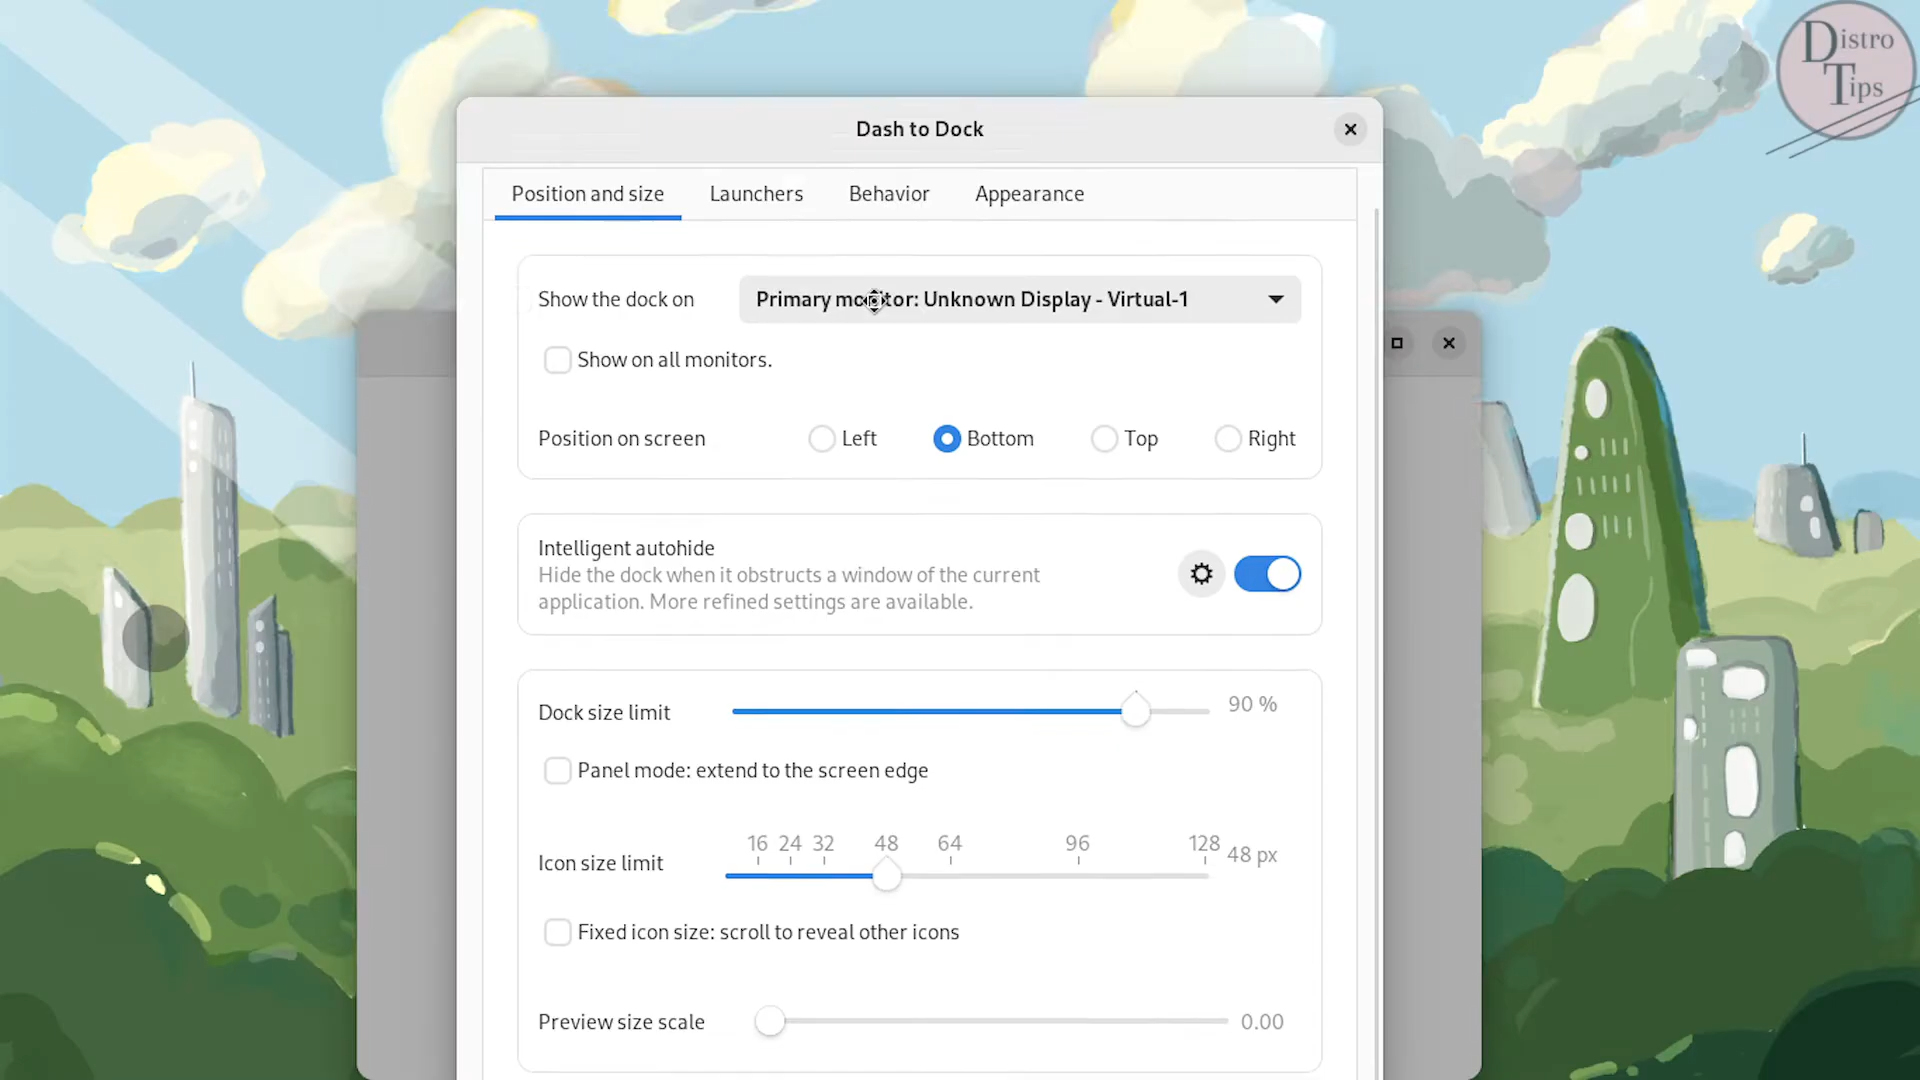 Distro
Tips
Dash to Dock
Position and size
Launchers
Behavior
Appearance
Show the dock on
Primary monitor: Unknown Display - Virtual-1
Show on all monitors.
Position on screen
Left
Bottom
Top
Right
Intelligent autohide
Hide the dock when it obstructs a window of the current
application. More refined settings are available.
Dock size limit
90 %
Panel mode: extend to the screen edge
16 24 32 48 64 96 128
Icon size limit
48 px
Fixed icon size: scroll to reveal other icons
Preview size scale
0.00